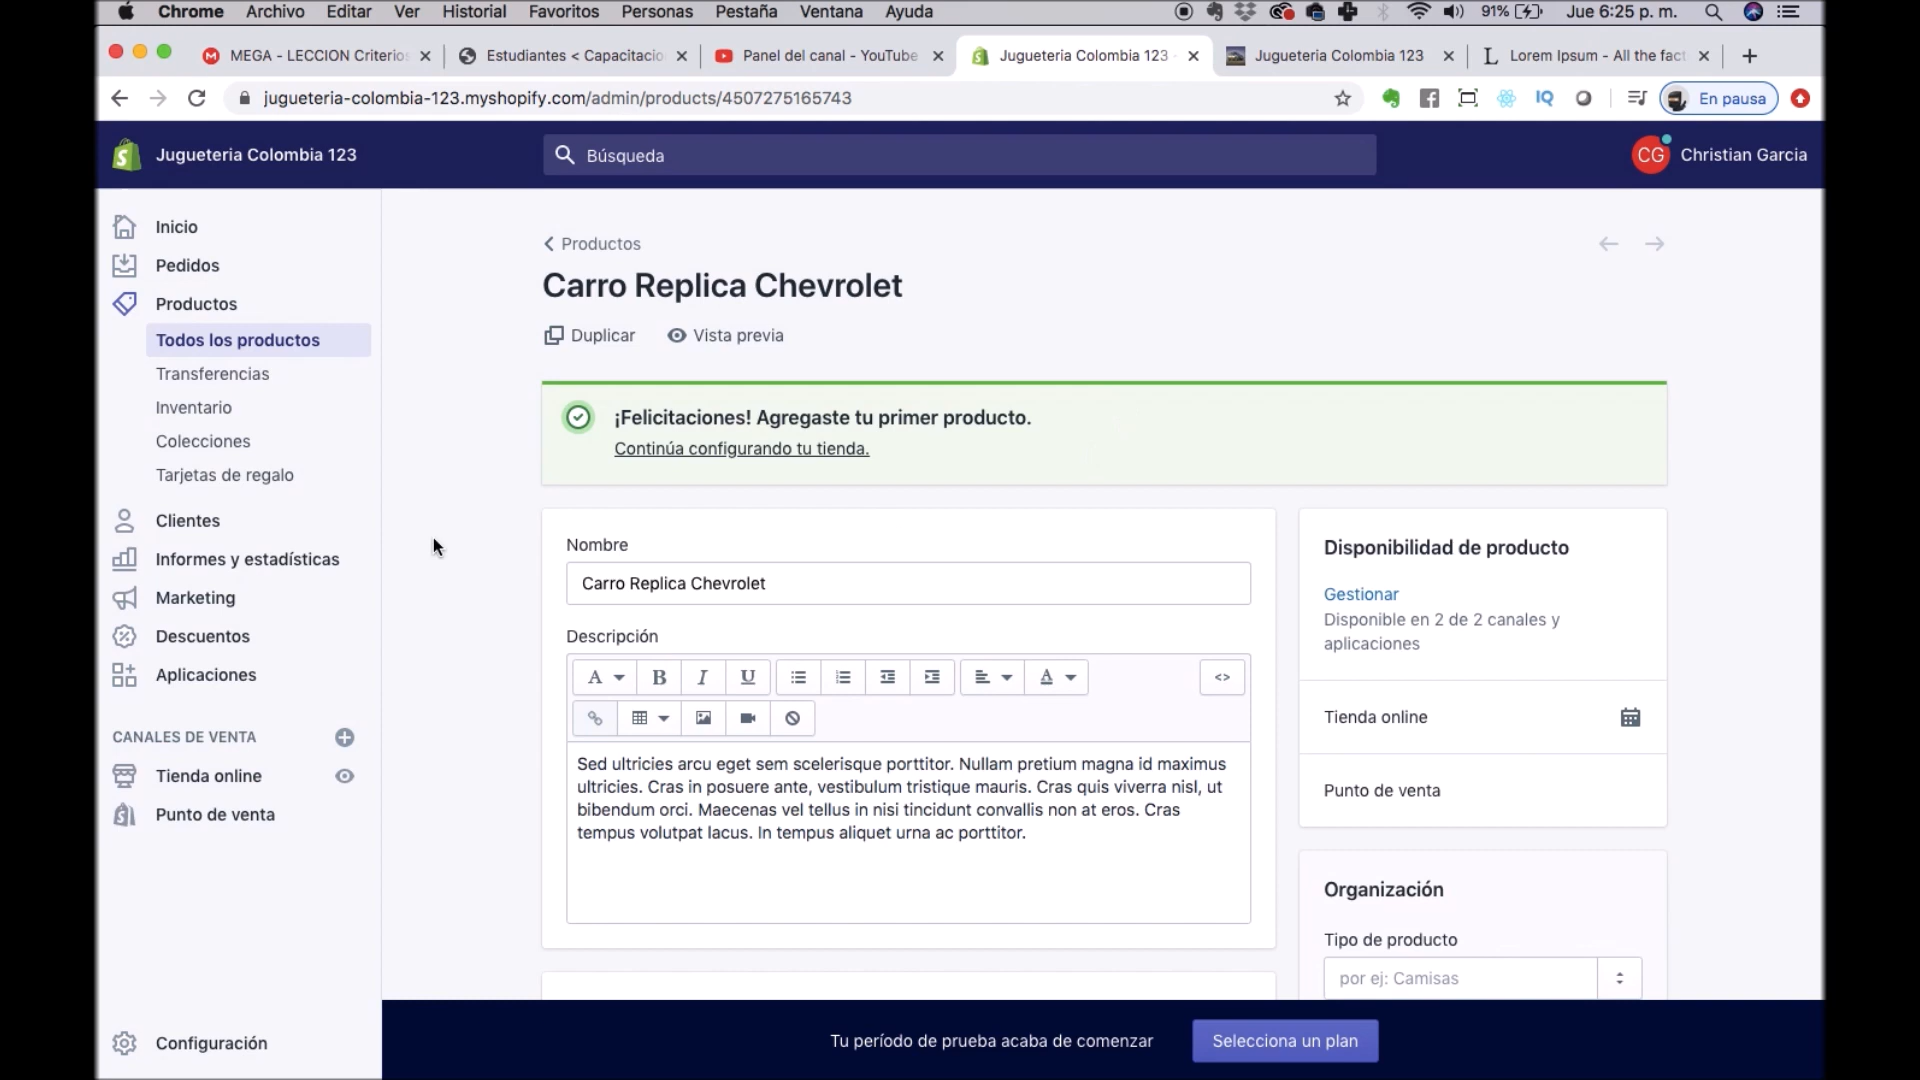 Chrome Archivo Editar Ver Historial Favoritos Personas Pestaña Ventana Ayuda 91% Jue 6:25 p. m.
MEGA - LECCION Criterios Estudiantes < Capacitacio Panel del canal - YouTube Jugueteria Colombia 123 - Jugueteria Colombia 123 Lorem Ipsum - All the fact
jugueteria-colombia-123.myshopify.com/admin/products/4507275165743 IQ En pausa
Jugueteria Colombia 123 Búsqueda CG Christian Garcia
Inicio
Pedidos
Productos
Todos los productos
Transferencias
Inventario
Colecciones
Tarjetas de regalo
Clientes
Informes y estadísticas
Marketing
Descuentos
Aplicaciones
CANALES DE VENTA
Tienda online
Punto de venta
Configuración
Productos
Carro Replica Chevrolet
Duplicar Vista previa
¡Felicitaciones! Agregaste tu primer producto.
Continúa configurando tu tienda.
Nombre
Carro Replica Chevrolet
Descripción
A B I U A <>
Sed ultricies arcu eget sem scelerisque porttitor. Nullam pretium magna id maximus
ultricies. Cras in posuere ante, vestibulum tristique mauris. Cras quis viverra nisl, ut
bibendum orci. Maecenas vel tellus in nisi tincidunt convallis non at eros. Cras
tempus volutpat lacus. In tempus aliquet urna ac porttitor.
Disponibilidad de producto
Gestionar
Disponible en 2 de 2 canales y
aplicaciones
Tienda online
Punto de venta
Organización
Tipo de producto
por ej: Camisas
Tu período de prueba acaba de comenzar Selecciona un plan